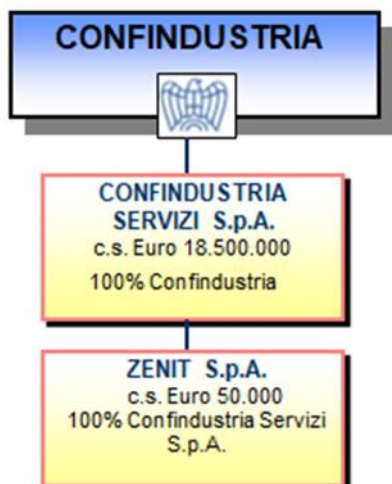 CONFINDUSTRIA
CONFINDUSTRIA
SERVIZI S.p.A.
c.s. Euro 18.500.000
100% Confindustria
ZENIT S.p.A.
c.s. Euro 50.000
100% Confindustria Servizi
S.p.A.